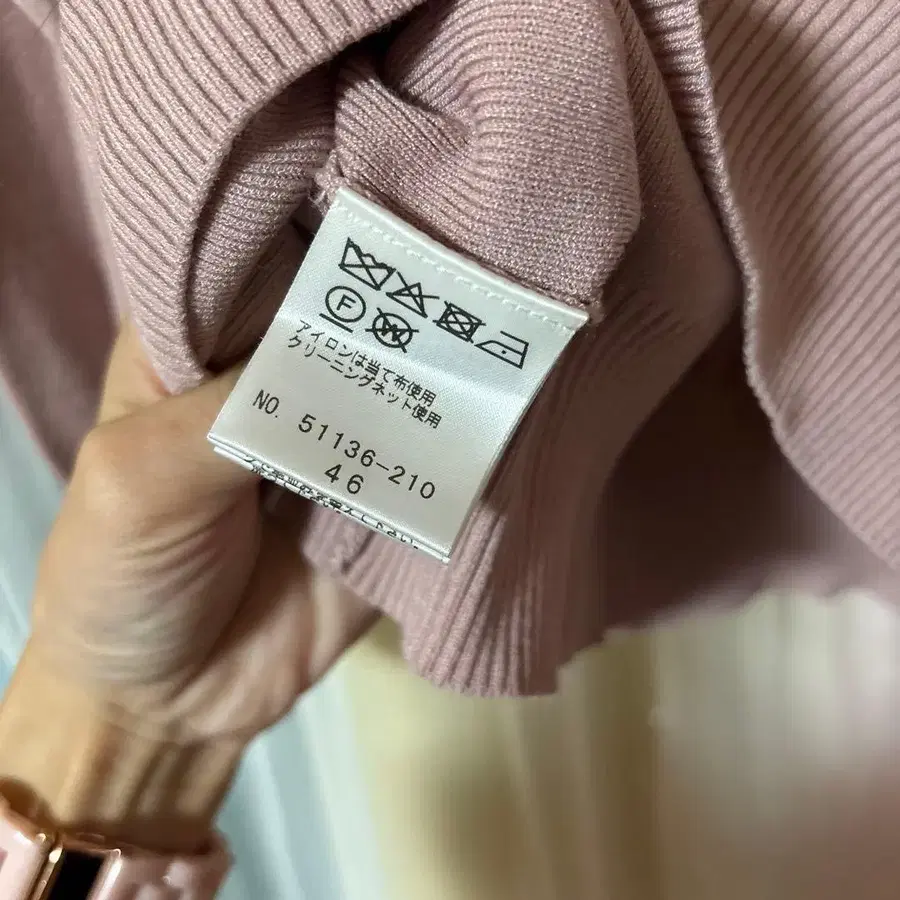 F
W
アイロンは当て布使用
クリーニングネット使用
NO. 51136-210
46